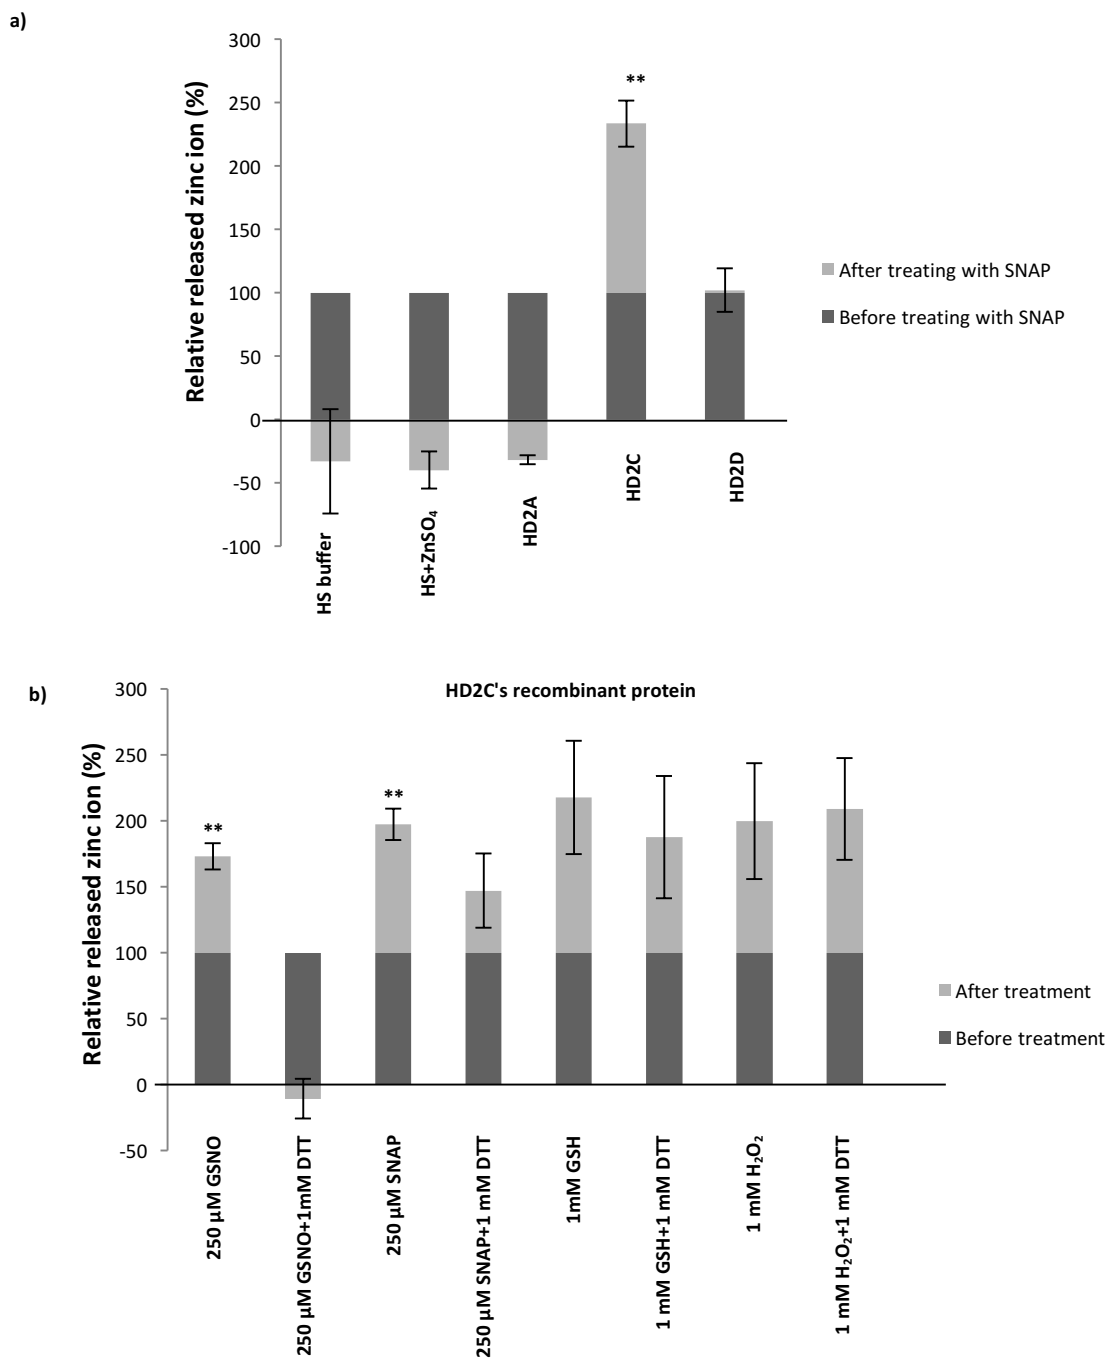 a)
Relative released zinc ion (%)
300
250
200
150
100
50
0
-50
-100
**
HS buffer
HS+ZnSO₄
HD2A
HD2C
HD2D
After treating with SNAP
Before treating with SNAP
b)
HD2C's recombinant protein
Relative released zinc ion (%)
300
250
200
150
100
50
0
-50
**
**
250 µM GSNO
250 µM GSNO+1mM DTT
250 µM SNAP
250 µM SNAP+1 mM DTT
1mM GSH
1 mM GSH+1 mM DTT
1 mM H₂O₂
1 mM H₂O₂+1 mM DTT
After treatment
Before treatment